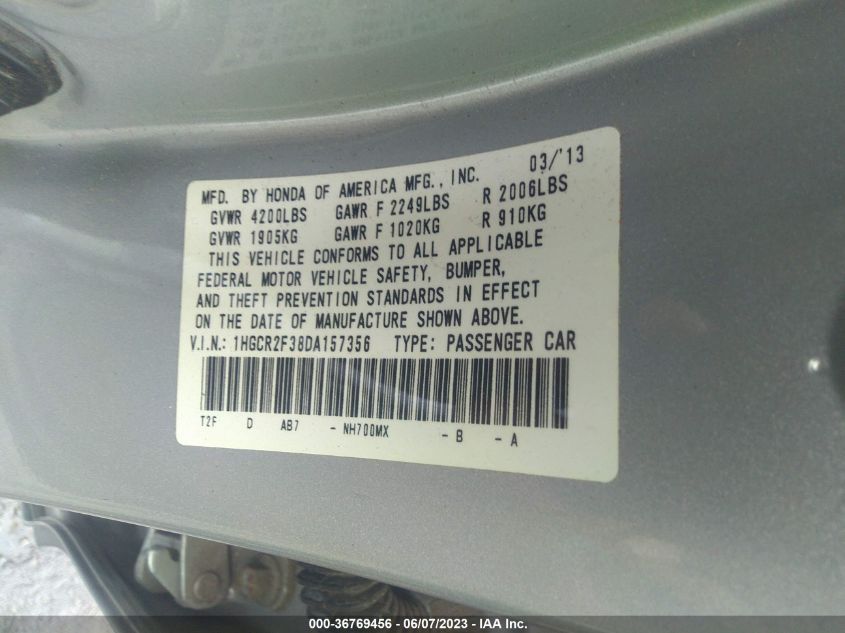 MFD. BY HONDA OF AMERICA MFG., INC. 03/'13
GVWR 4200LBS GAWR F 2249LBS R 2006LBS
GVWR 1905KG GAWR F 1020KG R 910KG
THIS VEHICLE CONFORMS TO ALL APPLICABLE
FEDERAL MOTOR VEHICLE SAFETY, BUMPER,
AND THEFT PREVENTION STANDARDS IN EFFECT
ON THE DATE OF MANUFACTURE SHOWN ABOVE.
V.I.N.: 1HGCR2F38DA157356 TYPE: PASSENGER CAR
T2F D AB7 - NH700MX - B - A
000-36769456 - 06/07/2023 - IAA Inc.